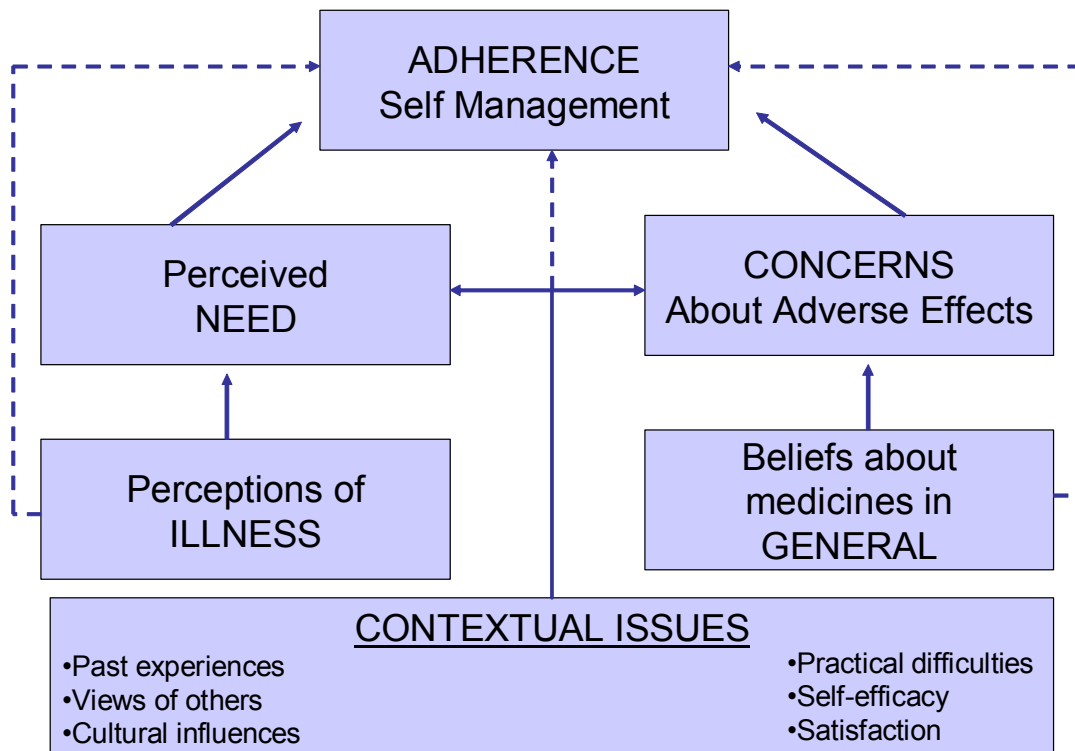 ADHERENCE
Self Management
Perceived
NEED
CONCERNS
About Adverse Effects
Perceptions of
ILLNESS
Beliefs about
medicines in
GENERAL
CONTEXTUAL ISSUES
•Past experiences
•Views of others
•Cultural influences
•Practical difficulties
•Self-efficacy
•Satisfaction